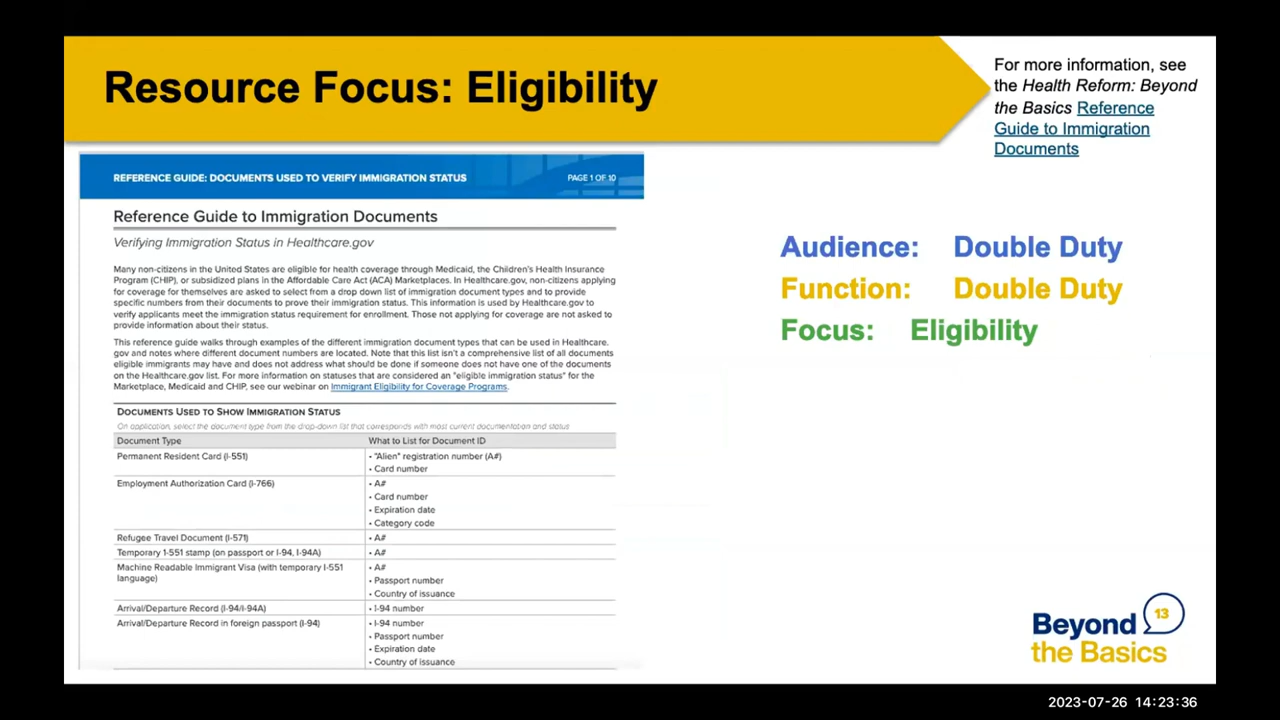 Resource Focus: Eligibility
For more information, see
the Health Reform: Beyond
the Basics Reference
Guide to Immigration
Documents
REFERENCE GUIDE: DOCUMENTS USED TO VERIFY IMMIGRATION STATUS PAGE 1 OF 10
Reference Guide to Immigration Documents
Verifying Immigration Status in Healthcare.gov
Many non-citizens in the United States are eligible for health coverage through Medicaid, the Children's Health Insurance
Program (CHIP), or subsidized plans in the Affordable Care Act (ACA) Marketplaces. In Healthcare.gov, non-citizens applying
for coverage for themselves are asked to select from a drop down list of immigration document types and to provide
specific numbers from their documents to prove their immigration status. This information is used by Healthcare.gov to
verify applicants meet the immigration status requirement for enrollment. Those not applying for coverage are not asked to
provide information about their status.
This reference guide walks through examples of the different immigration document types that can be used in Healthcare.
gov and notes where different document numbers are located. Note that this list isn't a comprehensive list of all documents
eligible immigrants may have and does not address what should be done if someone does not have one of the documents
on the Healthcare.gov list. For more information on statuses that are considered an "eligible immigration status" for the
Marketplace, Medicaid and CHIP, see our webinar on Immigrant Eligibility for Coverage Programs.
DOCUMENTS USED TO SHOW IMMIGRATION STATUS
On application, select the document type from the drop-down list that corresponds with most current documentation and status
Document Type What to List for Document ID
Permanent Resident Card (I-551) • "Alien" registration number (A#)
• Card number
Employment Authorization Card (I-766) • A#
• Card number
• Expiration date
• Category code
Refugee Travel Document (I-571) • A#
Temporary 1-551 stamp (on passport or I-94, I-94A) • A#
Machine Readable Immigrant Visa (with temporary I-551 • A#
language) • Passport number
• Country of issuance
Arrival/Departure Record (I-94/I-94A) • I-94 number
Arrival/Departure Record in foreign passport (I-94) • I-94 number
• Passport number
• Expiration date
• Country of issuance
Audience: Double Duty
Function: Double Duty
Focus: Eligibility
13
Beyond
the Basics
2023-07-26 14:23:36